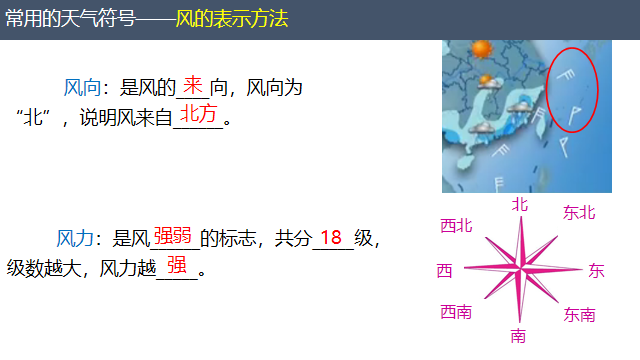 常用的天气符号——风的表示方法
风向：是风的来向，风向为
“北”，说明风来自北方。
风力：是风强弱的标志，共分18级，
级数越大，风力越强。
北
西北
东北
西
东
西南
东南
南